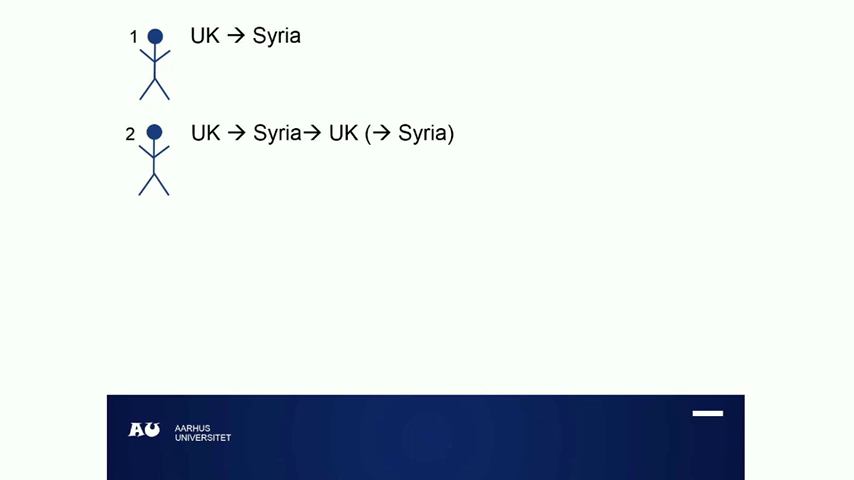 1 UK → Syria
2 UK → Syria→ UK (→ Syria)
AU AARHUS
UNIVERSITET